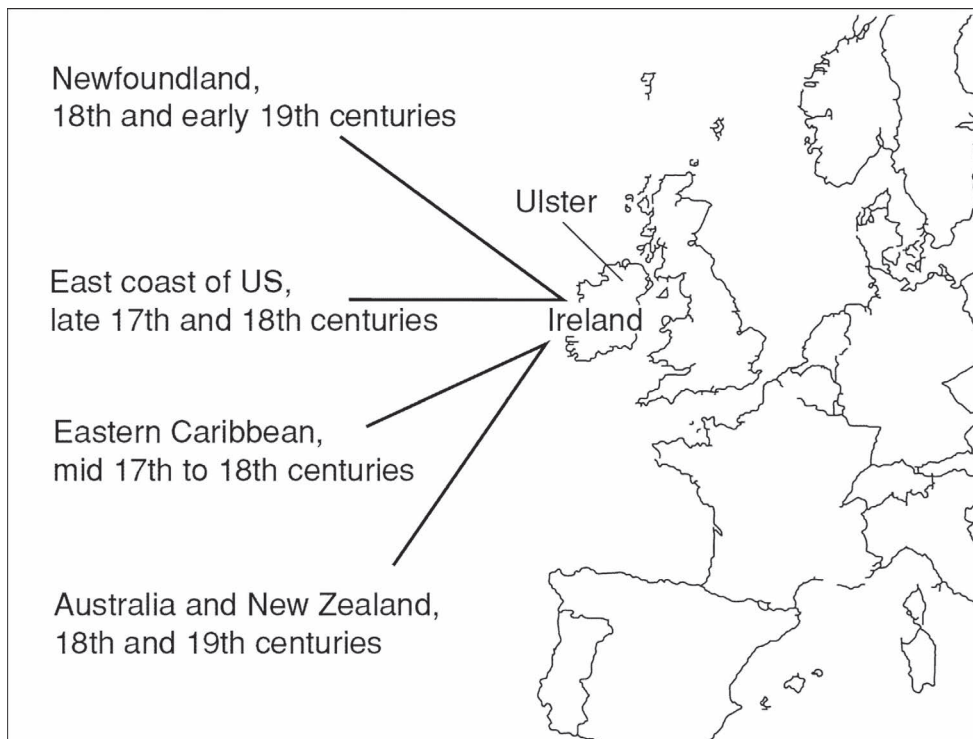 Newfoundland,
18th and early 19th centuries
Ulster
East coast of US,
late 17th and 18th centuries
Ireland
Eastern Caribbean,
mid 17th to 18th centuries
Australia and New Zealand,
18th and 19th centuries